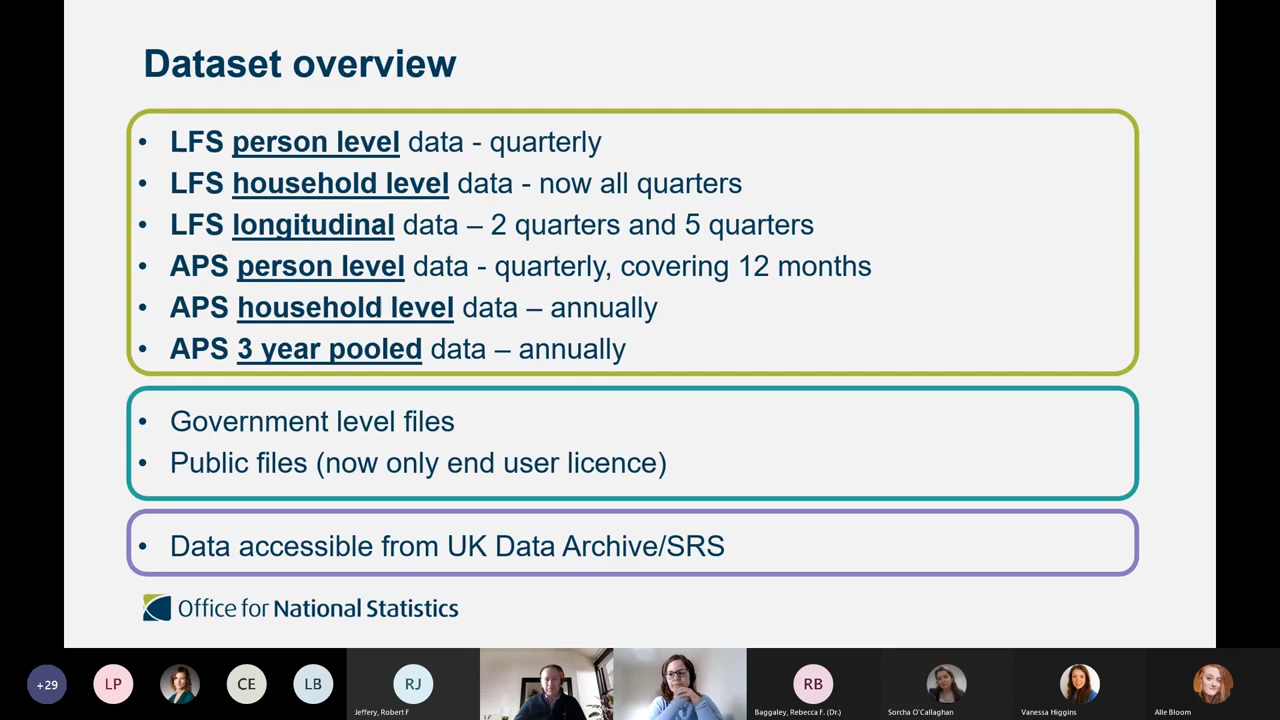 Dataset overview
• LFS person level data - quarterly
• LFS household level data - now all quarters
• LFS longitudinal data – 2 quarters and 5 quarters
• APS person level data - quarterly, covering 12 months
• APS household level data – annually
• APS 3 year pooled data – annually
• Government level files
• Public files (now only end user licence)
• Data accessible from UK Data Archive/SRS
Office for National Statistics
+29 LP CE LB RJ RB
Jeffery, Robert F
Baggaley, Rebecca F. (Dr.)
Sorcha O'Callaghan
Vanessa Higgins
Alle Bloom